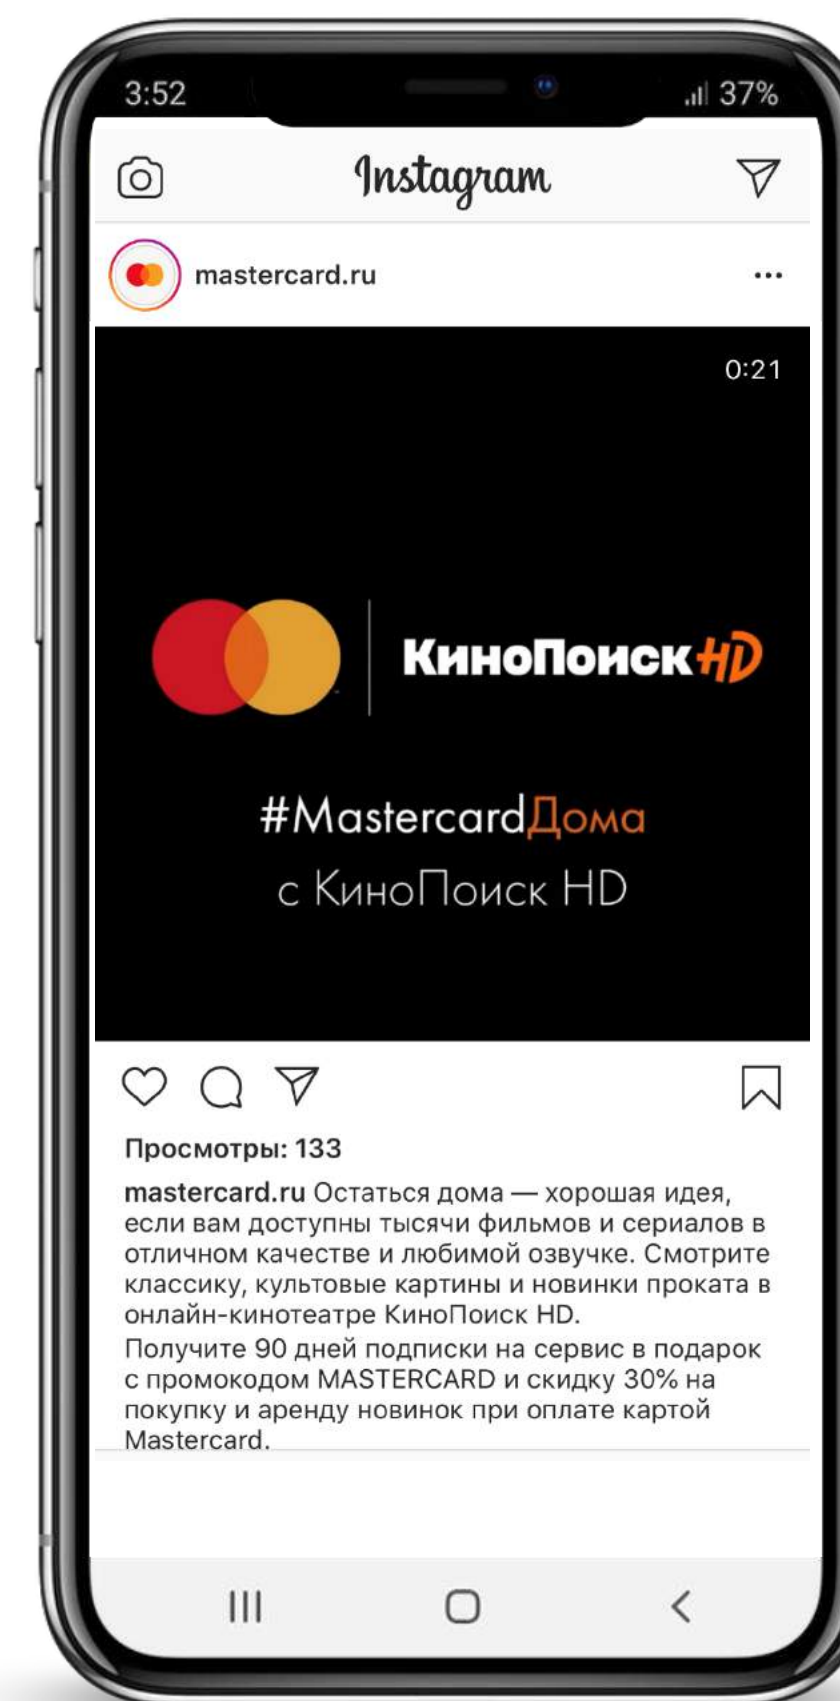 3:52
37%
Instagram
mastercard.ru
0:21
КиноПоискHD
#MastercardДома
с КиноПоиск HD
Просмотры: 133
mastercard.ru Остаться дома — хорошая идея,
если вам доступны тысячи фильмов и сериалов в
отличном качестве и любимой озвучке. Смотрите
классику, культовые картины и новинки проката в
онлайн-кинотеатре КиноПоиск HD.
Получите 90 дней подписки на сервис в подарок
с промокодом MASTERCARD и скидку 30% на
покупку и аренду новинок при оплате картой
Mastercard.